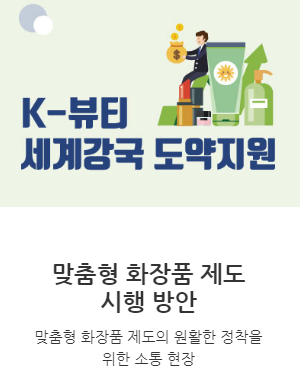 K-뷰티
세계강국 도약지원
맞춤형 화장품 제도
시행 방안
맞춤형 화장품 제도의 원활한 정착을
위한 소통 현장